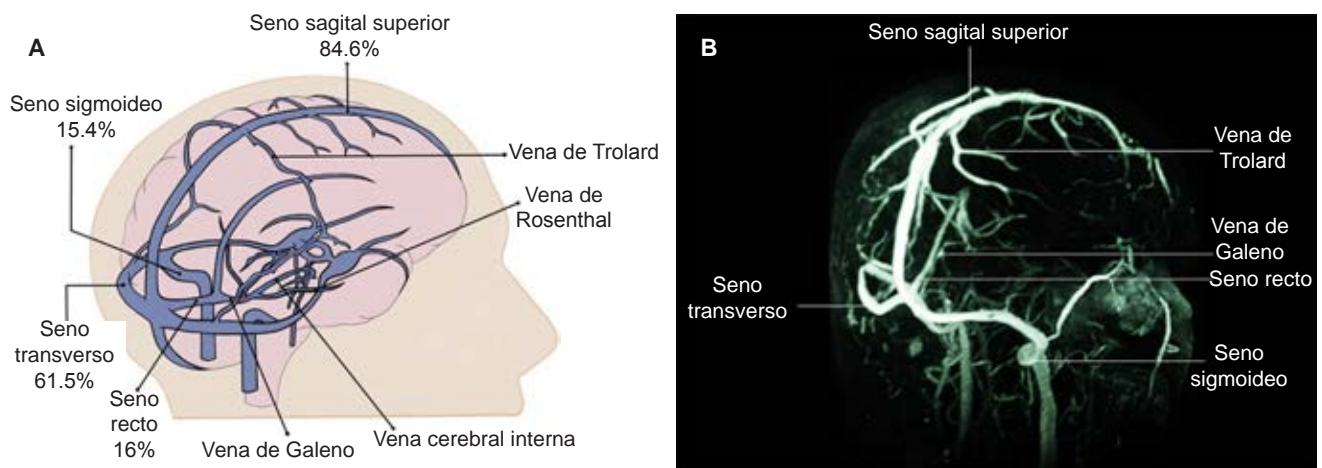 A
Seno sagital superior
84.6%
Seno sigmoideo
15.4%
Vena de Trolard
Vena de
Rosenthal
Seno
transverso
61.5%
Seno
recto
16%
Vena de Galeno
Vena cerebral interna
B
Seno sagital superior
Vena de
Trolard
Vena de
Galeno
Seno recto
Seno
transverso
Seno
sigmoideo